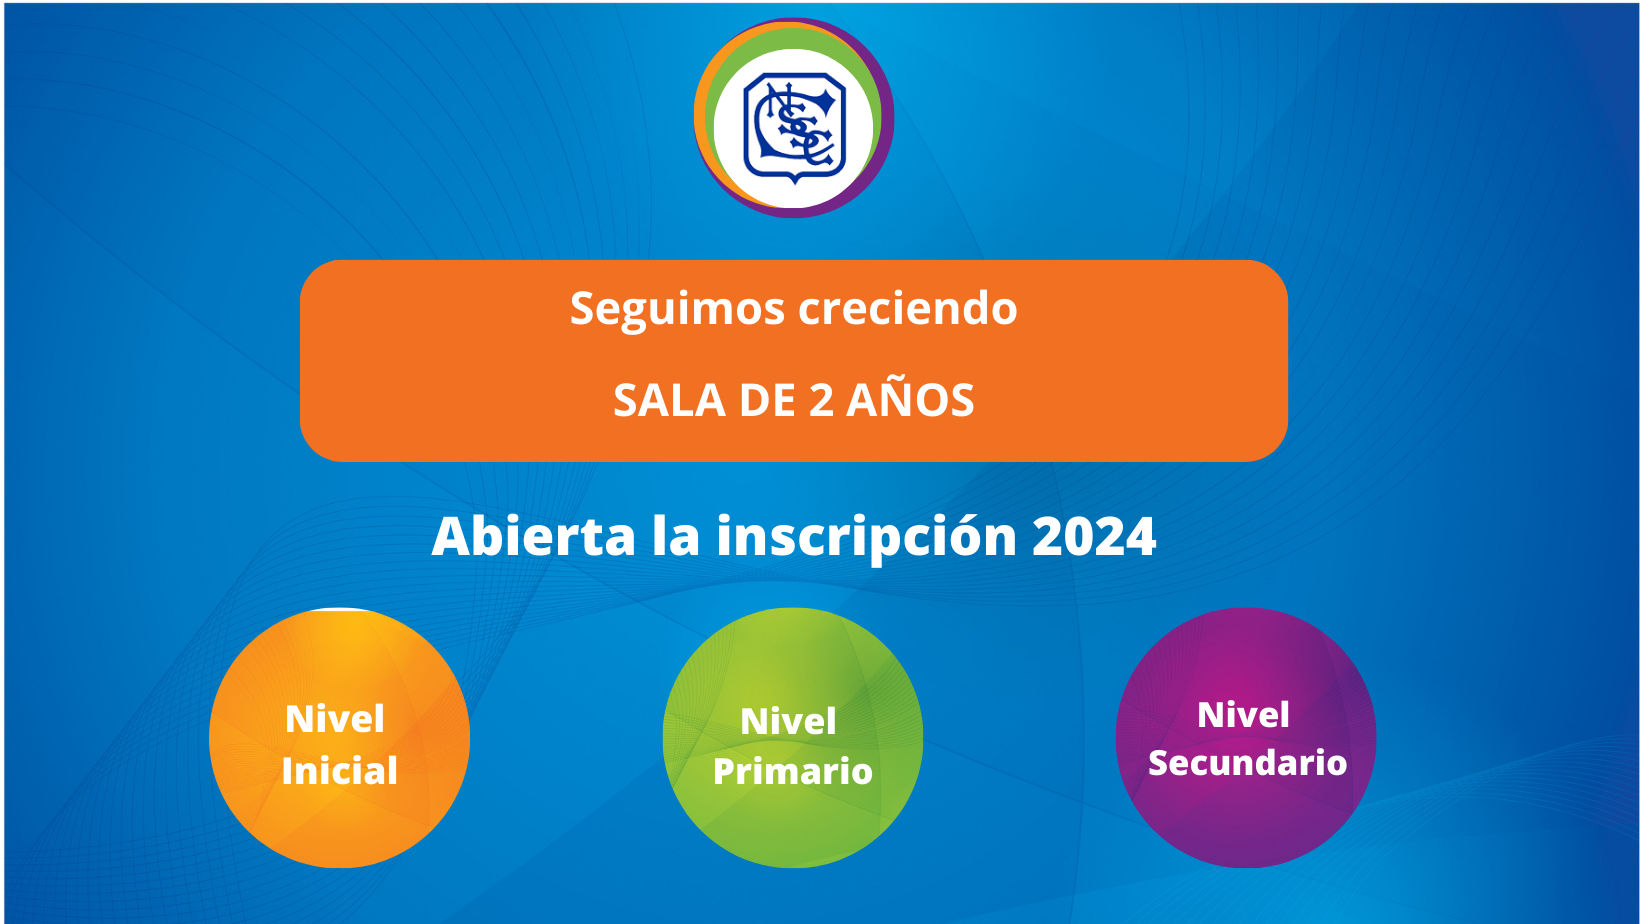 Seguimos creciendo
SALA DE 2 AÑOS
Abierta la inscripción 2024
Nivel
Inicial
Nivel
Primario
Nivel
Secundario